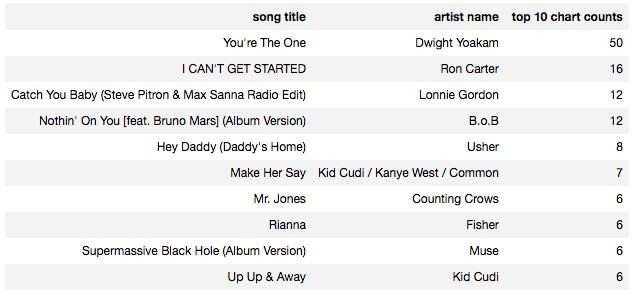 song title artist name top 10 chart counts
You're The One Dwight Yoakam 50
I CAN'T GET STARTED Ron Carter 16
Catch You Baby (Steve Pitron & Max Sanna Radio Edit) Lonnie Gordon 12
Nothin' On You [feat. Bruno Mars] (Album Version) B.o.B 12
Hey Daddy (Daddy's Home) Usher 8
Make Her Say Kid Cudi / Kanye West / Common 7
Mr. Jones Counting Crows 6
Rianna Fisher 6
Supermassive Black Hole (Album Version) Muse 6
Up Up & Away Kid Cudi 6